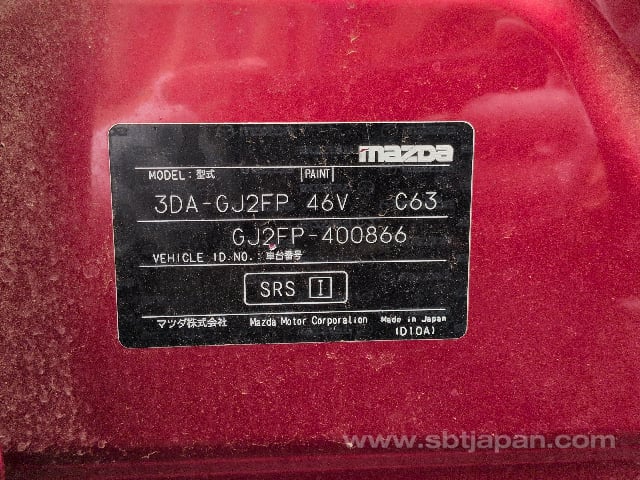 mazda
MODEL: 型式 PAINT
3DA-GJ2FP 46V C63
GJ2FP-400866
VEHICLE ID.NO.: 車台番号
SRS I
マツダ株式会社 Mazda Motor Corporation Made in Japan
(D10A)
www.sbtjapan.com